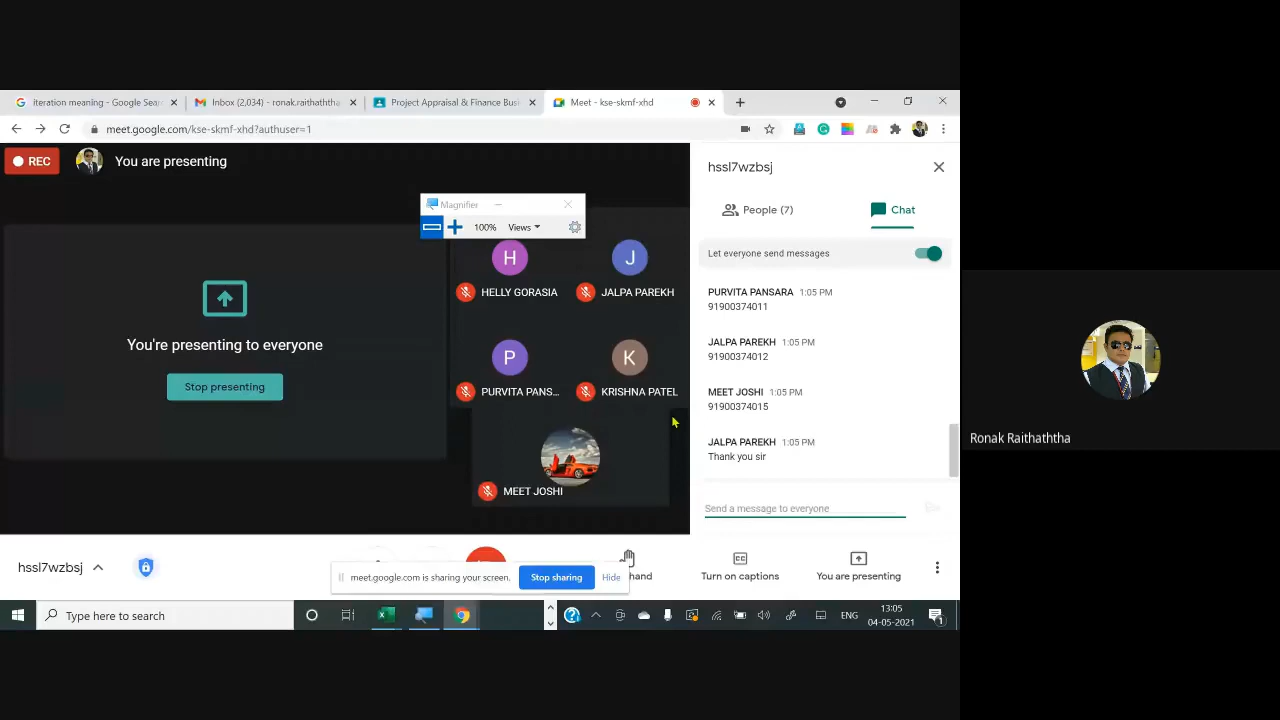 iteration meaning - Google Sear
Inbox (2,034) - ronak.raithaththa
Project Appraisal & Finance Busi
Meet - kse-skmf-xhd
meet.google.com/kse-skmf-xhd?authuser=1
REC
You are presenting
Magnifier
100%
Views
You're presenting to everyone
Stop presenting
H
HELLY GORASIA
J
JALPA PAREKH
P
PURVITA PANS...
K
KRISHNA PATEL
MEET JOSHI
hssl7wzbsj
People (7)
Chat
Let everyone send messages
PURVITA PANSARA 1:05 PM
91900374011
JALPA PAREKH 1:05 PM
91900374012
MEET JOSHI 1:05 PM
91900374015
JALPA PAREKH 1:05 PM
Thank you sir
Send a message to everyone
Ronak Raithaththa
hssl7wzbsj
meet.google.com is sharing your screen.
Stop sharing
Hide
hand
Turn on captions
You are presenting
Type here to search
ENG
13:05
04-05-2021
1